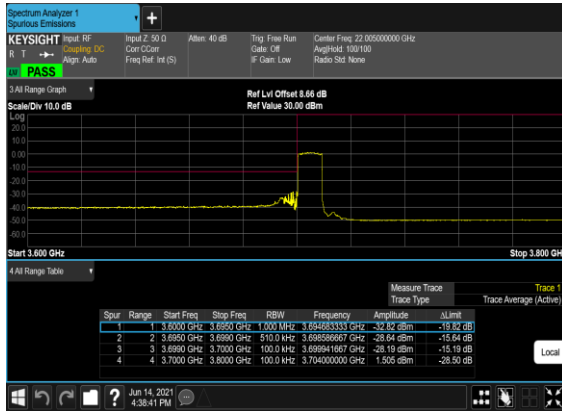 Spectrum Analyzer 1
Spurious Emissions
KEYSIGHT
R T
LU PASS
Input: RF
Coupling: DC
Align: Auto
Input Z: 50 Ω
Corr CCorr
Freq Ref: Int (S)
Atten: 40 dB
Trig: Free Run
Gate: Off
IF Gain: Low
Center Freq: 22.005000000 GHz
Avg|Hold: 100/100
Radio Std: None
3 All Range Graph
Scale/Div 10.0 dB
Ref Lvl Offset 8.66 dB
Ref Value 30.00 dBm
Log
20.0
10.0
0.00
-10.0
-20.0
-30.0
-40.0
-50.0
-60.0
Start 3.600 GHz
Stop 3.800 GH
4 All Range Table
Measure Trace Trace 1
Trace Type Trace Average (Active)
Spur Range Start Freq Stop Freq RBW Frequency Amplitude ΔLimit
1 1 3.6000 GHz 3.6950 GHz 1.000 MHz 3.694683333 GHz -32.82 dBm -19.82 dB
2 2 3.6950 GHz 3.6990 GHz 510.0 kHz 3.698586667 GHz -28.64 dBm -15.64 dB
3 3 3.6990 GHz 3.7000 GHz 100.0 kHz 3.699941667 GHz -28.19 dBm -15.19 dB
4 4 3.7000 GHz 3.8000 GHz 100.0 kHz 3.704000000 GHz 1.505 dBm -28.50 dB
Local
?
Jun 14, 2021
4:38:41 PM